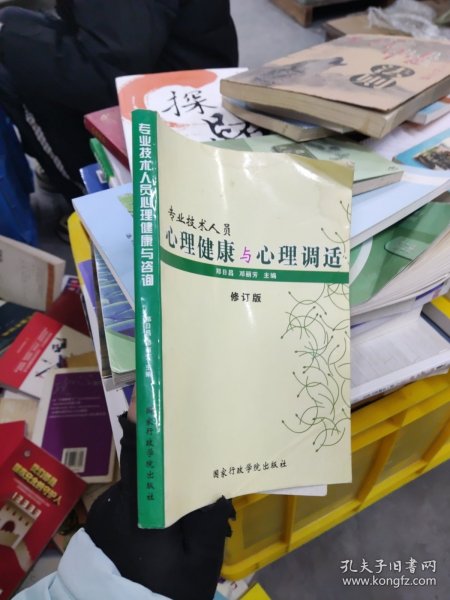 专业技术人员
心理健康与心理调适
郑日昌 邓丽芳 主编
修订版
国家行政学院出版社
专业技术人员心理健康与咨询
国家行政学院出版社
探
孔夫子旧书网
www.kongfz.com